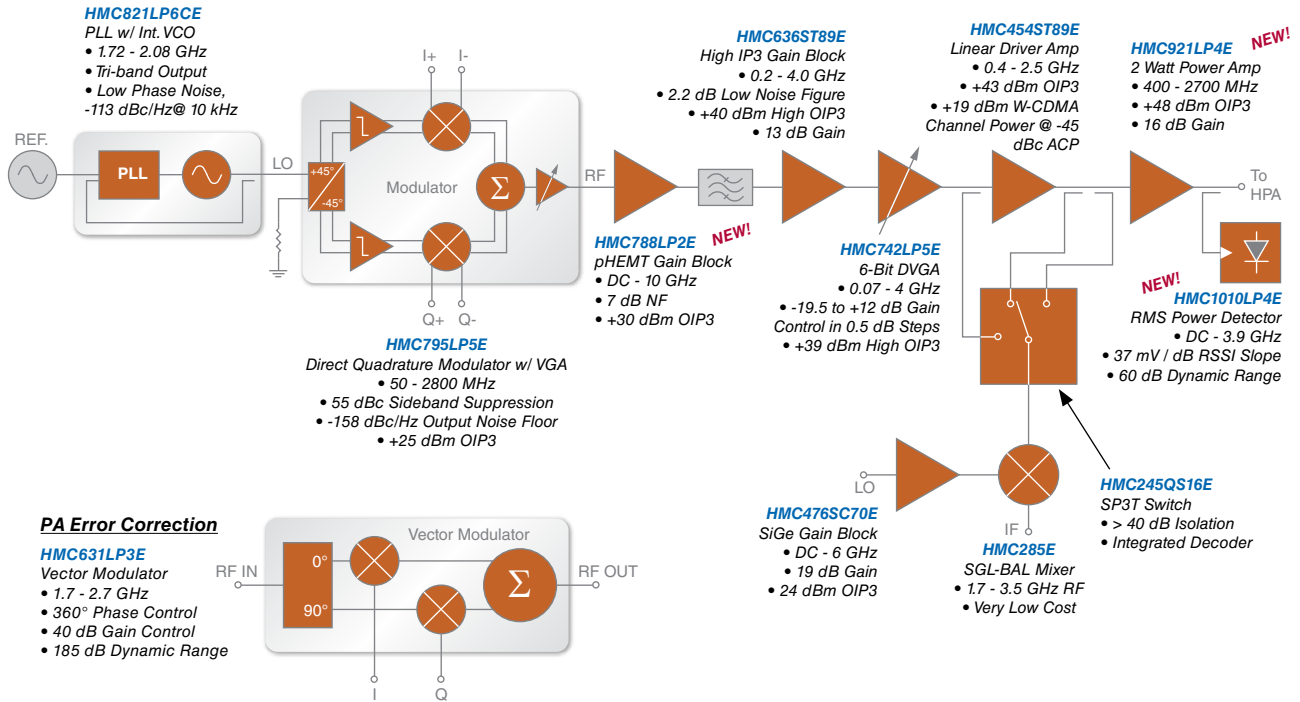 HMC821LP6CE
PLL w/ Int. VCO
• 1.72 - 2.08 GHz
• Tri-band Output
• Low Phase Noise,
-113 dBc/Hz@ 10 kHz
REF.
PLL
LO
I+ I-
+45°
-45°
Modulator
Σ
Q+ Q-
RF
HMC795LP5E
Direct Quadrature Modulator w/ VGA
• 50 - 2800 MHz
• 55 dBc Sideband Suppression
• -158 dBc/Hz Output Noise Floor
• +25 dBm OIP3
HMC788LP2E NEW!
pHEMT Gain Block
• DC - 10 GHz
• 7 dB NF
• +30 dBm OIP3
HMC636ST89E
High IP3 Gain Block
• 0.2 - 4.0 GHz
• 2.2 dB Low Noise Figure
• +40 dBm High OIP3
• 13 dB Gain
HMC742LP5E
6-Bit DVGA
• 0.07 - 4 GHz
• -19.5 to +12 dB Gain
Control in 0.5 dB Steps
• +39 dBm High OIP3
HMC454ST89E
Linear Driver Amp
• 0.4 - 2.5 GHz
• +43 dBm OIP3
• +19 dBm W-CDMA
Channel Power @ -45
dBc ACP
HMC921LP4E NEW!
2 Watt Power Amp
• 400 - 2700 MHz
• +48 dBm OIP3
• 16 dB Gain
To
HPA
NEW!
HMC1010LP4E
RMS Power Detector
• DC - 3.9 GHz
• 37 mV / dB RSSI Slope
• 60 dB Dynamic Range
LO
HMC476SC70E
SiGe Gain Block
• DC - 6 GHz
• 19 dB Gain
• 24 dBm OIP3
IF
HMC285E
SGL-BAL Mixer
• 1.7 - 3.5 GHz RF
• Very Low Cost
HMC245QS16E
SP3T Switch
• > 40 dB Isolation
• Integrated Decoder
PA Error Correction
HMC631LP3E
Vector Modulator
• 1.7 - 2.7 GHz
• 360° Phase Control
• 40 dB Gain Control
• 185 dB Dynamic Range
Vector Modulator
RF IN
0°
90°
Σ
RF OUT
I Q